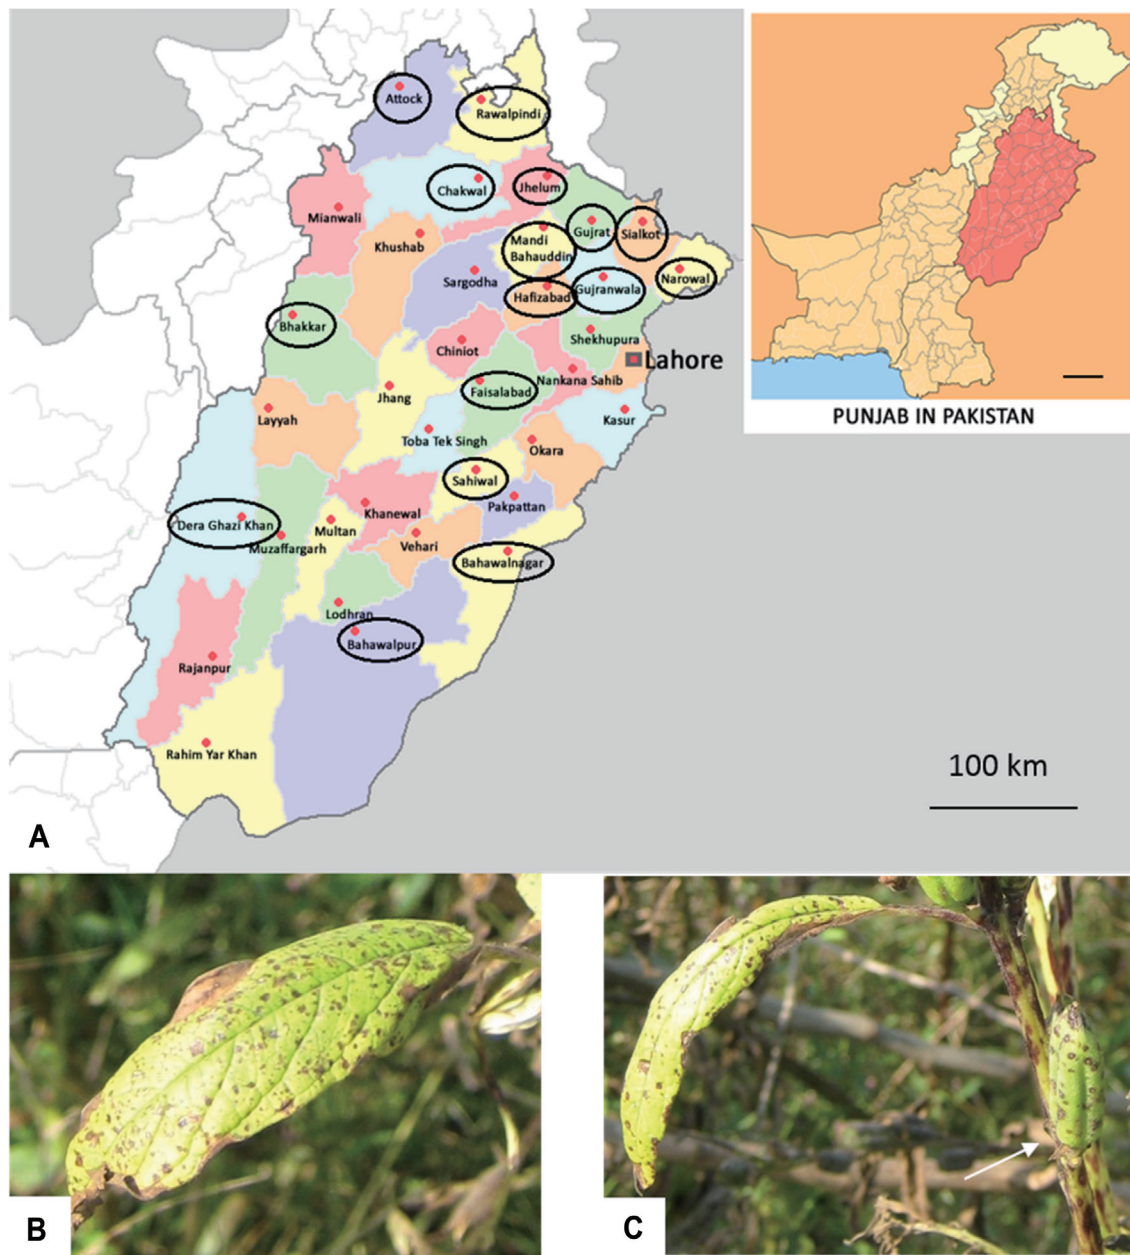 Attock
Rawalpindi
Chakwal
Jhelum
Mianwali
Khushab
Gujrat
Sialkot
Mandi
Bahauddin
Sargodha
Narowal
Hafizabad
Gujranwala
Bhakkar
Shekhupura
Chiniot
Lahore
Nankana Sahib
Jhang
Faisalabad
Layyah
Kasur
Toba Tek Singh
Okara
Sahiwal
Khanewal
Pakpattan
Dera Ghazi Khan
Multan
Muzaffargarh
Vehari
Bahawalnagar
Lodhran
Bahawalpur
Rajanpur
Rahim Yar Khan
PUNJAB IN PAKISTAN
100 km
A
B
C